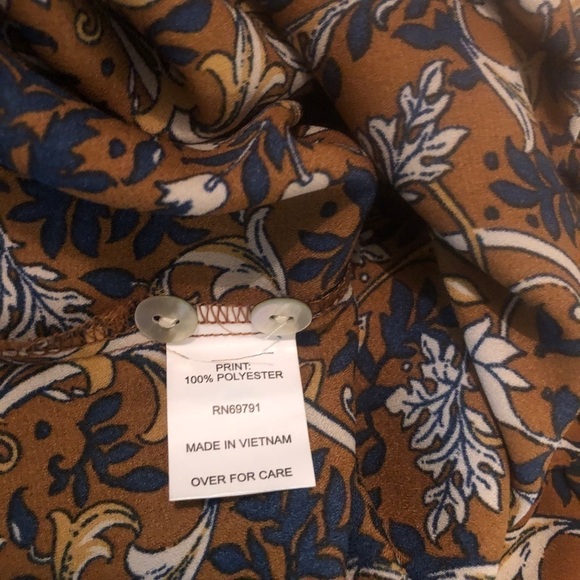 PRINT:
100% POLYESTER
RN69791
MADE IN VIETNAM
OVER FOR CARE